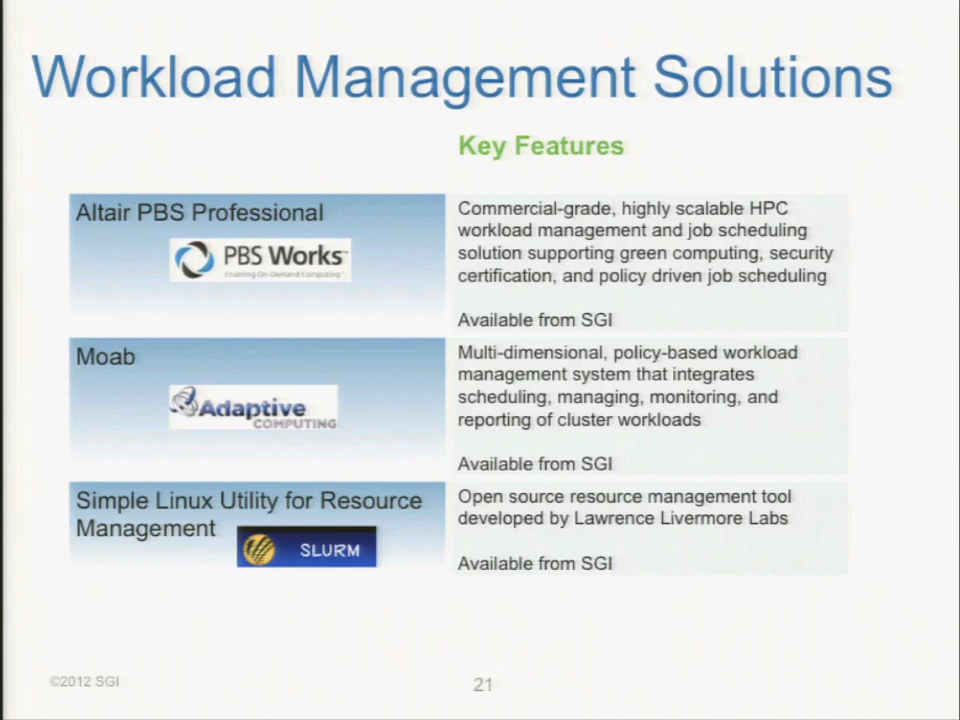 Workload Management Solutions
Key Features
Altair PBS Professional
PBS Works™
Enabling On-Demand Computing™
Commercial-grade, highly scalable HPC
workload management and job scheduling
solution supporting green computing, security
certification, and policy driven job scheduling
Available from SGI
Moab
Adaptive
COMPUTING
Multi-dimensional, policy-based workload
management system that integrates
scheduling, managing, monitoring, and
reporting of cluster workloads
Available from SGI
Simple Linux Utility for Resource
Management
SLURM
Open source resource management tool
developed by Lawrence Livermore Labs
Available from SGI
©2012 SGI
21